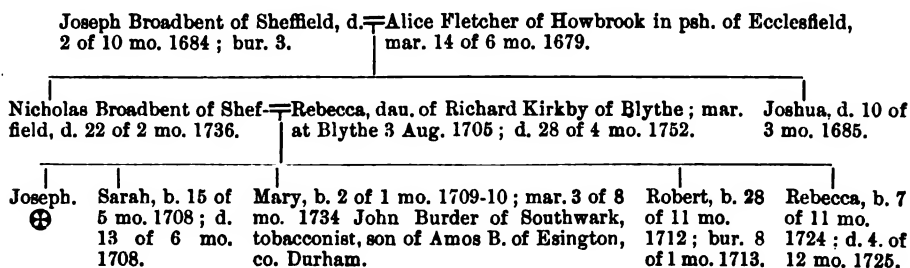 Joseph Broadbent of Sheffield, d.
2 of 10 mo. 1684 ; bur. 3.
Alice Fletcher of Howbrook in psh. of Ecclesfield,
mar. 14 of 6 mo. 1679.
Nicholas Broadbent of Shef-
field, d. 22 of 2 mo. 1736.
Rebecca, dau. of Richard Kirkby of Blythe ; mar.
at Blythe 3 Aug. 1705 ; d. 28 of 4 mo. 1752.
Joshua, d. 10 of
3 mo. 1685.
Joseph.
Sarah, b. 15 of
5 mo. 1708 ; d.
13 of 6 mo.
1708.
Mary, b. 2 of 1 mo. 1709-10 ; mar. 3 of 8
mo. 1734 John Burder of Southwark,
tobacconist, son of Amos B. of Esington,
co. Durham.
Robert, b. 28
of 11 mo.
1712 ; bur. 8
of 1 mo. 1713.
Rebecca, b. 7
of 11 mo.
1724 ; d. 4. of
12 mo. 1725.